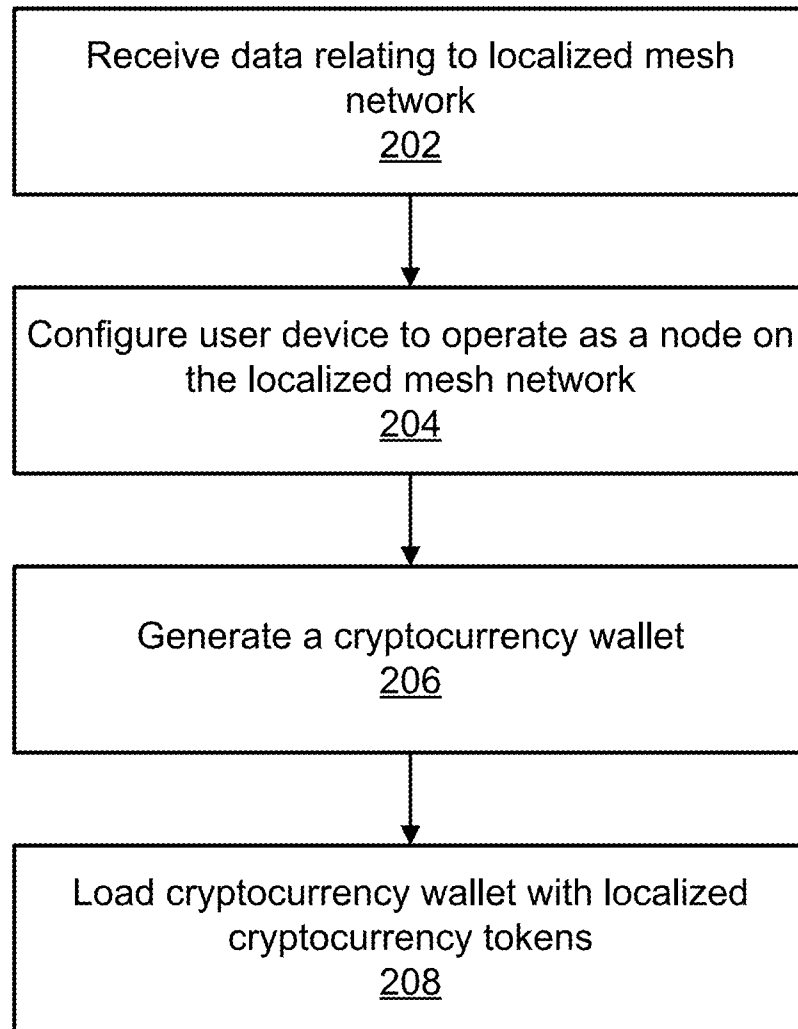 Receive data relating to localized mesh
network
202
Configure user device to operate as a node on
the localized mesh network
204
Generate a cryptocurrency wallet
206
Load cryptocurrency wallet with localized
cryptocurrency tokens
208